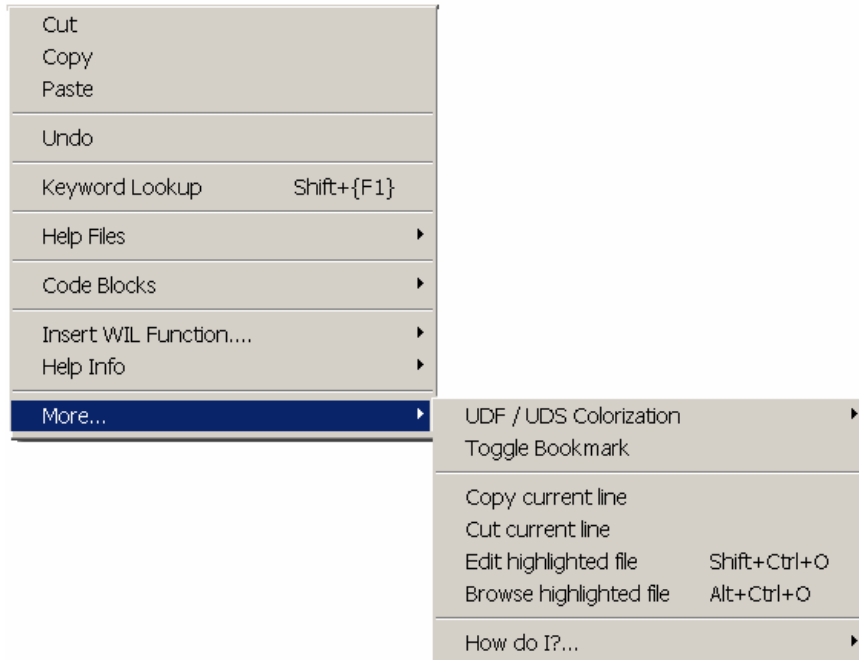 Cut
Copy
Paste
Undo
Keyword Lookup Shift+{F1}
Help Files
Code Blocks
Insert WIL Function....
Help Info
More...
UDF / UDS Colorization
Toggle Bookmark
Copy current line
Cut current line
Edit highlighted file Shift+Ctrl+O
Browse highlighted file Alt+Ctrl+O
How do I?...